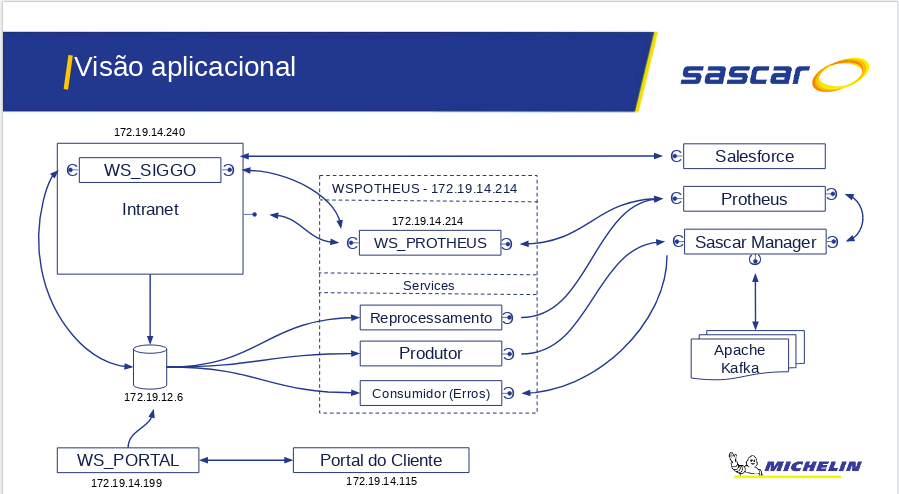 Visão aplicacional
sascar
172.19.14.240
WS_SIGGO
Intranet
WSPOTHEUS - 172.19.14.214
172.19.14.214
WS_PROTHEUS
Services
Reprocessamento
Produtor
Consumidor (Erros)
Salesforce
Protheus
Sascar Manager
Apache
Kafka
172.19.12.6
WS_PORTAL
172.19.14.199
Portal do Cliente
172.19.14.115
MICHELIN